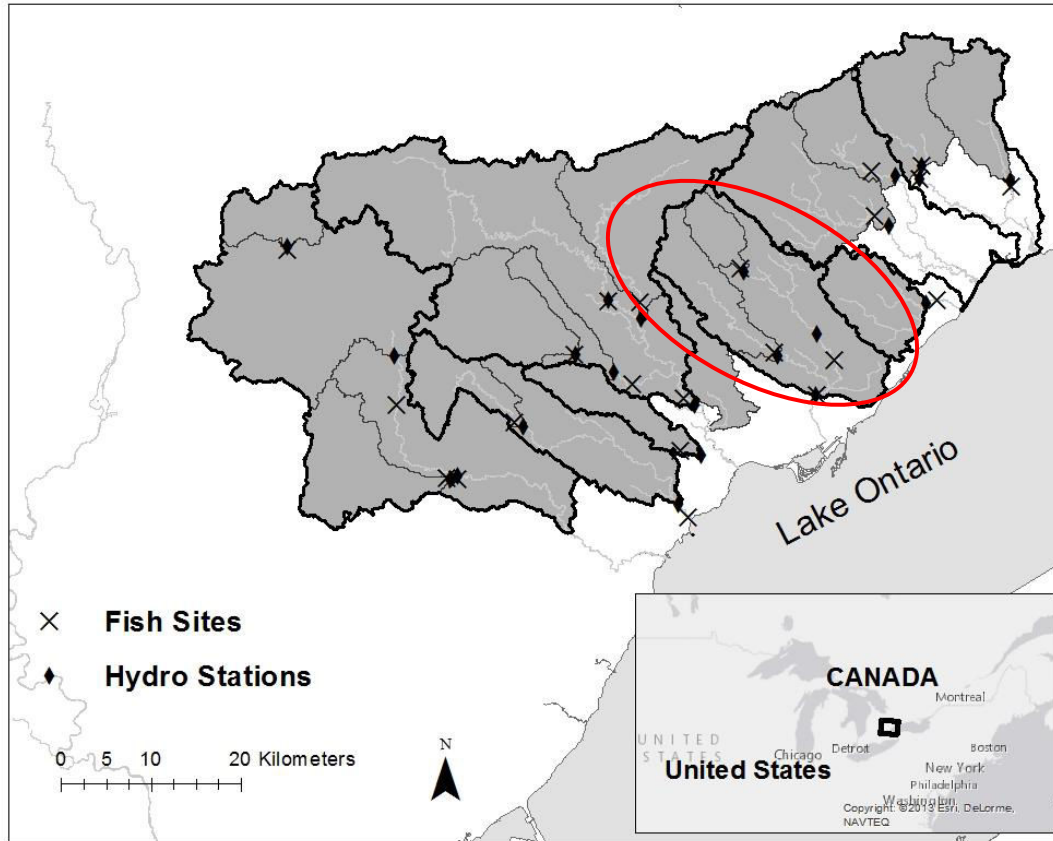 Lake Ontario
Fish Sites
Hydro Stations
N
0 5 10 20 Kilometers
CANADA
Montreal
UNITED
STATES
Chicago
Detroit
Boston
United States
New York
Philadelphia
Washington
Copyright: ©2013 Esri, DeLorme,
NAVTEQ